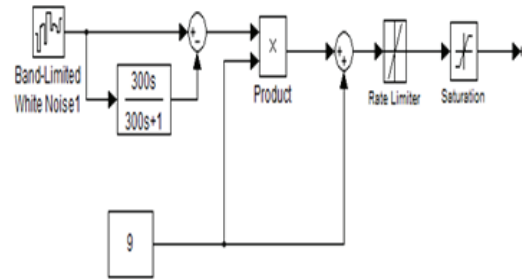 Band-Limited
White Noise1
300s
300s+1
+
-
×
Product
+
+
Rate Limiter
Saturation
9